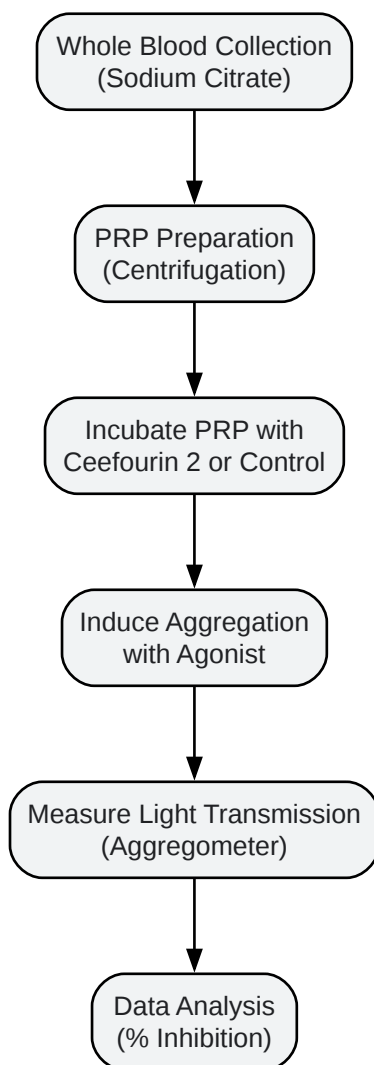 Whole Blood Collection
(Sodium Citrate)
PRP Preparation
(Centrifugation)
Incubate PRP with
Ceefourin 2 or Control
Induce Aggregation
with Agonist
Measure Light Transmission
(Aggregometer)
Data Analysis
(% Inhibition)